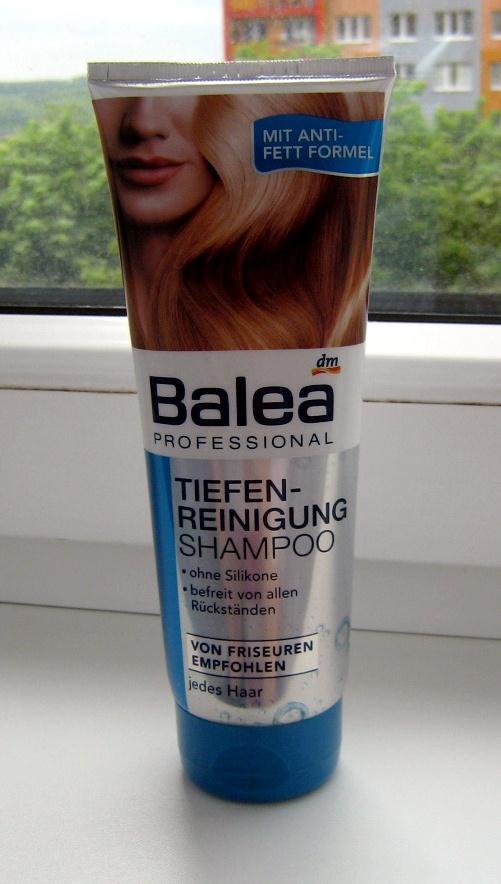 MIT ANTI-
FETT FORMEL
dm
Balea
PROFESSIONAL
TIEFEN-
REINIGUNG
SHAMPOO
• ohne Silikone
• befreit von allen
Rückständen
VON FRISEUREN
EMPFOHLEN
jedes Haar